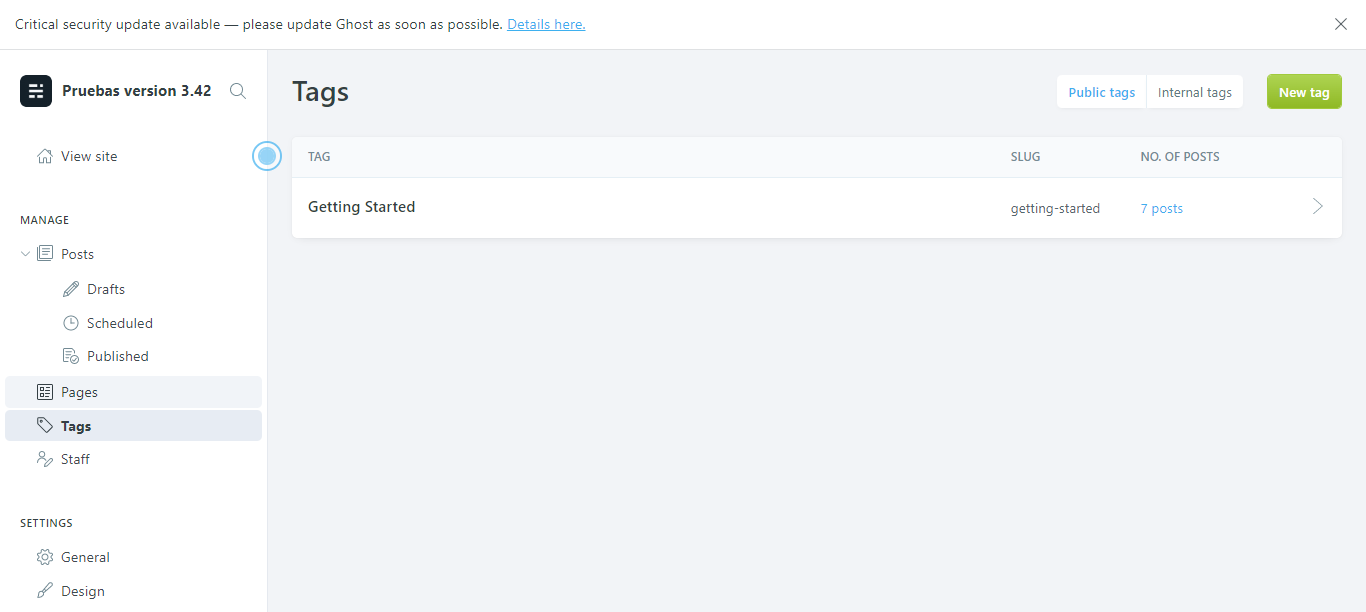 Critical security update available — please update Ghost as soon as possible. Details here.
Pruebas version 3.42
View site
MANAGE
Posts
Drafts
Scheduled
Published
Pages
Tags
Staff
SETTINGS
General
Design
Tags
Public tags
Internal tags
New tag
TAG SLUG NO. OF POSTS
Getting Started getting-started 7 posts